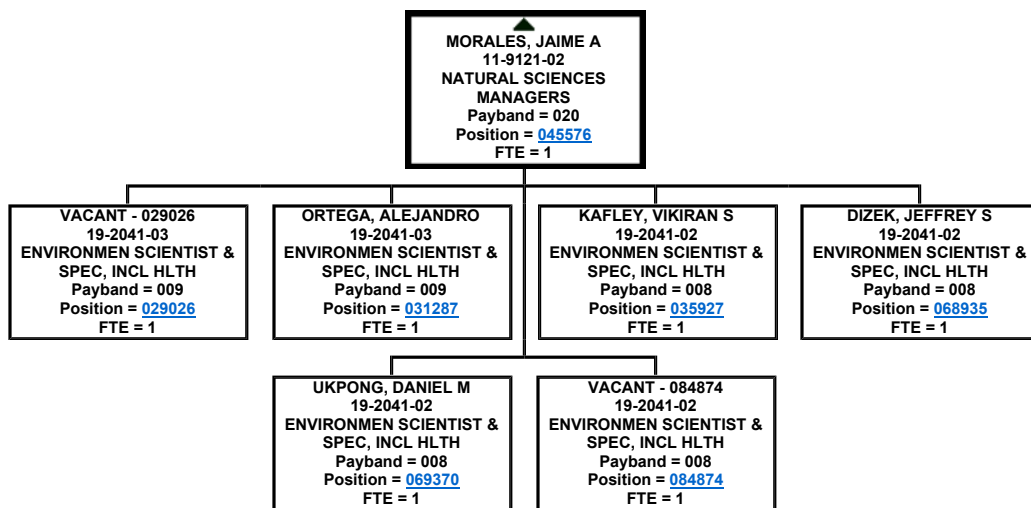 MORALES, JAIME A
11-9121-02
NATURAL SCIENCES
MANAGERS
Payband = 020
Position = 045576
FTE = 1
VACANT - 029026
19-2041-03
ENVIRONMEN SCIENTIST &
SPEC, INCL HLTH
Payband = 009
Position = 029026
FTE = 1
ORTEGA, ALEJANDRO
19-2041-03
ENVIRONMEN SCIENTIST &
SPEC, INCL HLTH
Payband = 009
Position = 031287
FTE = 1
KAFLEY, VIKIRAN S
19-2041-02
ENVIRONMEN SCIENTIST &
SPEC, INCL HLTH
Payband = 008
Position = 035927
FTE = 1
DIZEK, JEFFREY S
19-2041-02
ENVIRONMEN SCIENTIST &
SPEC, INCL HLTH
Payband = 008
Position = 068935
FTE = 1
UKPONG, DANIEL M
19-2041-02
ENVIRONMEN SCIENTIST &
SPEC, INCL HLTH
Payband = 008
Position = 069370
FTE = 1
VACANT - 084874
19-2041-02
ENVIRONMEN SCIENTIST &
SPEC, INCL HLTH
Payband = 008
Position = 084874
FTE = 1